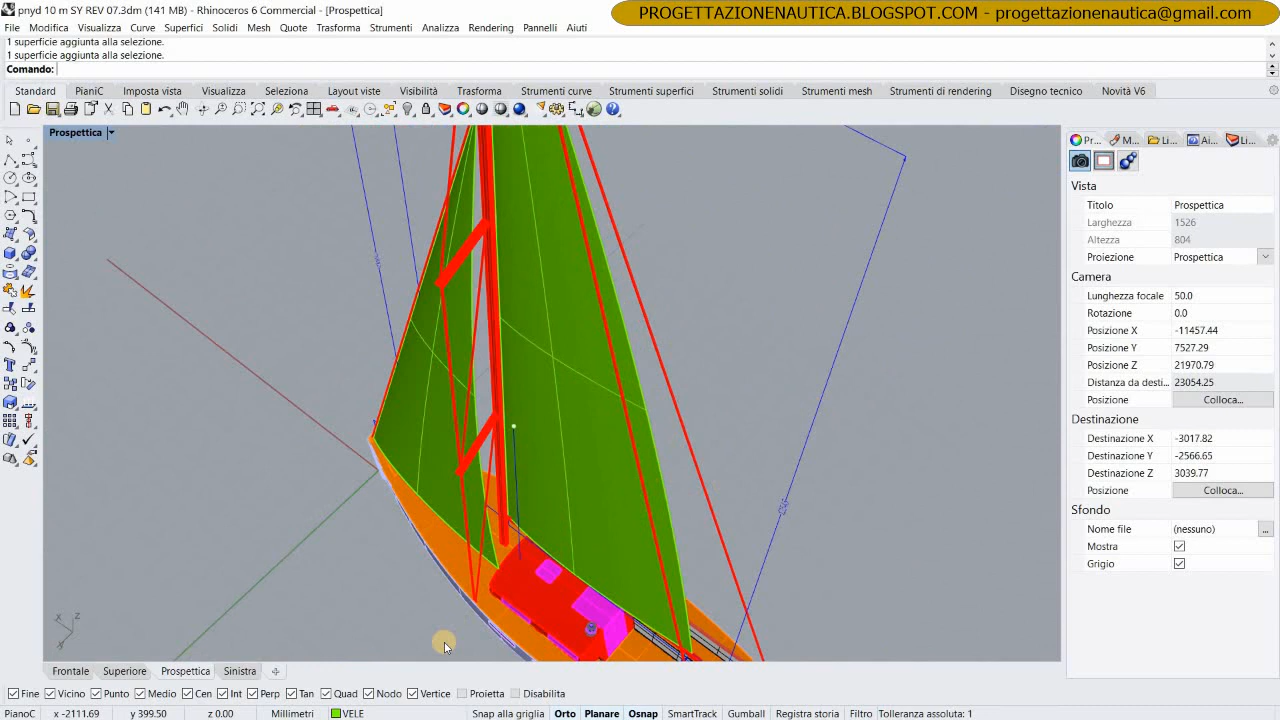 pnyd 10 m SY REV 07.3dm (141 MB) - Rhinoceros 6 Commercial - [Prospettica]
PROGETTAZIONENAUTICA.BLOGSPOT.COM - progettazionenautica@gmail.com
File Modifica Visualizza Curve Superfici Solidi Mesh Quote Trasforma Strumenti Analizza Rendering Pannelli Aiuti
1 superficie aggiunta alla selezione.
1 superficie aggiunta alla selezione.
Comando:
Standard PianiC Imposta vista Visualizza Seleziona Layout viste Visibilità Trasforma Strumenti curve Strumenti superfici Strumenti solidi Strumenti mesh Strumenti di rendering Disegno tecnico Novità V6
Prospettica
Pr... M... Li... Ai... Li...
Vista
Titolo Prospettica
Larghezza 1526
Altezza 804
Proiezione Prospettica
Camera
Lunghezza focale 50.0
Rotazione 0.0
Posizione X -11457.44
Posizione Y 7527.29
Posizione Z 21970.79
Distanza da desti... 23054.25
Posizione Colloca...
Destinazione
Destinazione X -3017.82
Destinazione Y -2566.65
Destinazione Z 3039.77
Posizione Colloca...
Sfondo
Nome file (nessuno) ...
Mostra
Grigio
x z
y
Frontale Superiore Prospettica Sinistra
Fine Vicino Punto Medio Cen Int Perp Tan Quad Nodo Vertice Proietta Disabilita
PianoC x -2111.69 y 399.50 z 0.00 Millimetri VELE Snap alla griglia Orto Planare Osnap SmartTrack Gumball Registra storia Filtro Tolleranza assoluta: 1